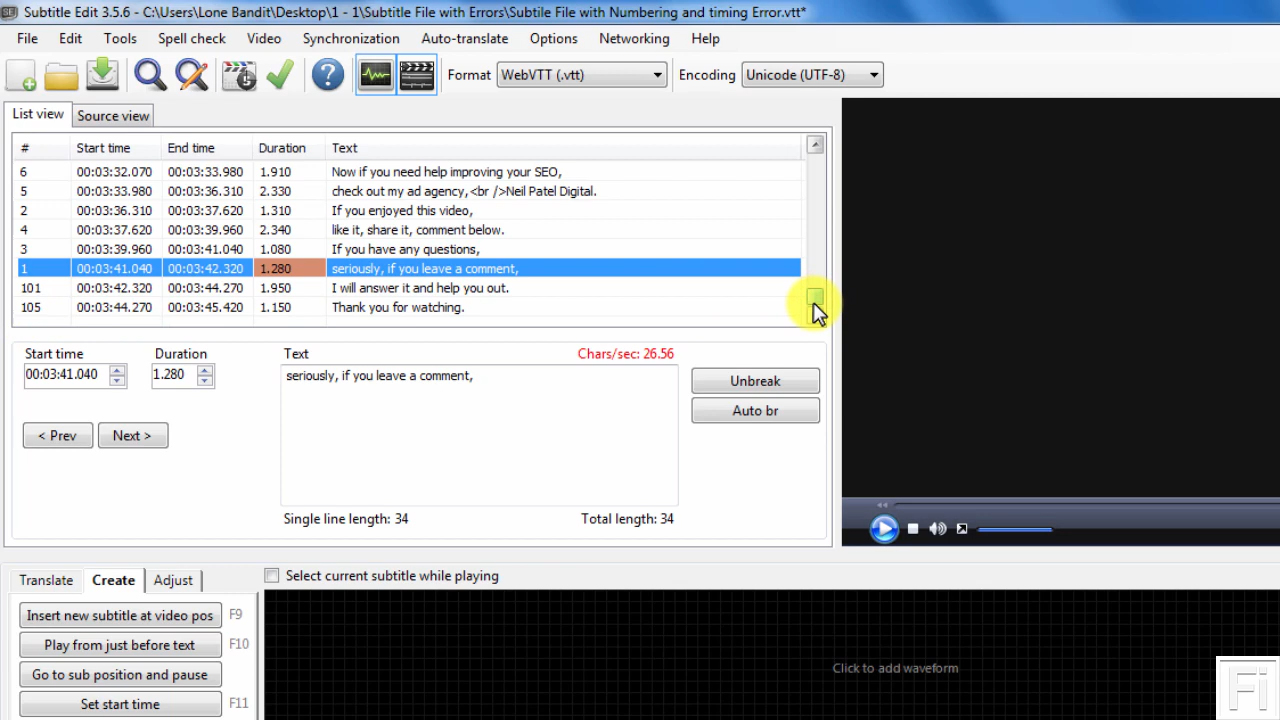 Subtitle Edit 3.5.6 - C:\Users\Lone Bandit\Desktop\1 - 1\Subtitle File with Errors\Subtile File with Numbering and timing Error.vtt*
File Edit Tools Spell check Video Synchronization Auto-translate Options Networking Help
Format WebVTT (.vtt) Encoding Unicode (UTF-8)
List view Source view
# Start time End time Duration Text
6 00:03:32.070 00:03:33.980 1.910 Now if you need help improving your SEO,
5 00:03:33.980 00:03:36.310 2.330 check out my ad agency,<br />Neil Patel Digital.
2 00:03:36.310 00:03:37.620 1.310 If you enjoyed this video,
4 00:03:37.620 00:03:39.960 2.340 like it, share it, comment below.
3 00:03:39.960 00:03:41.040 1.080 If you have any questions,
1 00:03:41.040 00:03:42.320 1.280 seriously, if you leave a comment,
101 00:03:42.320 00:03:44.270 1.950 I will answer it and help you out.
105 00:03:44.270 00:03:45.420 1.150 Thank you for watching.
Start time Duration Text Chars/sec: 26.56
00:03:41.040 1.280 seriously, if you leave a comment,
Unbreak
Auto br
< Prev Next >
Single line length: 34 Total length: 34
Translate Create Adjust
Select current subtitle while playing
Insert new subtitle at video pos F9
Play from just before text F10
Go to sub position and pause
Set start time F11
Click to add waveform
Fi